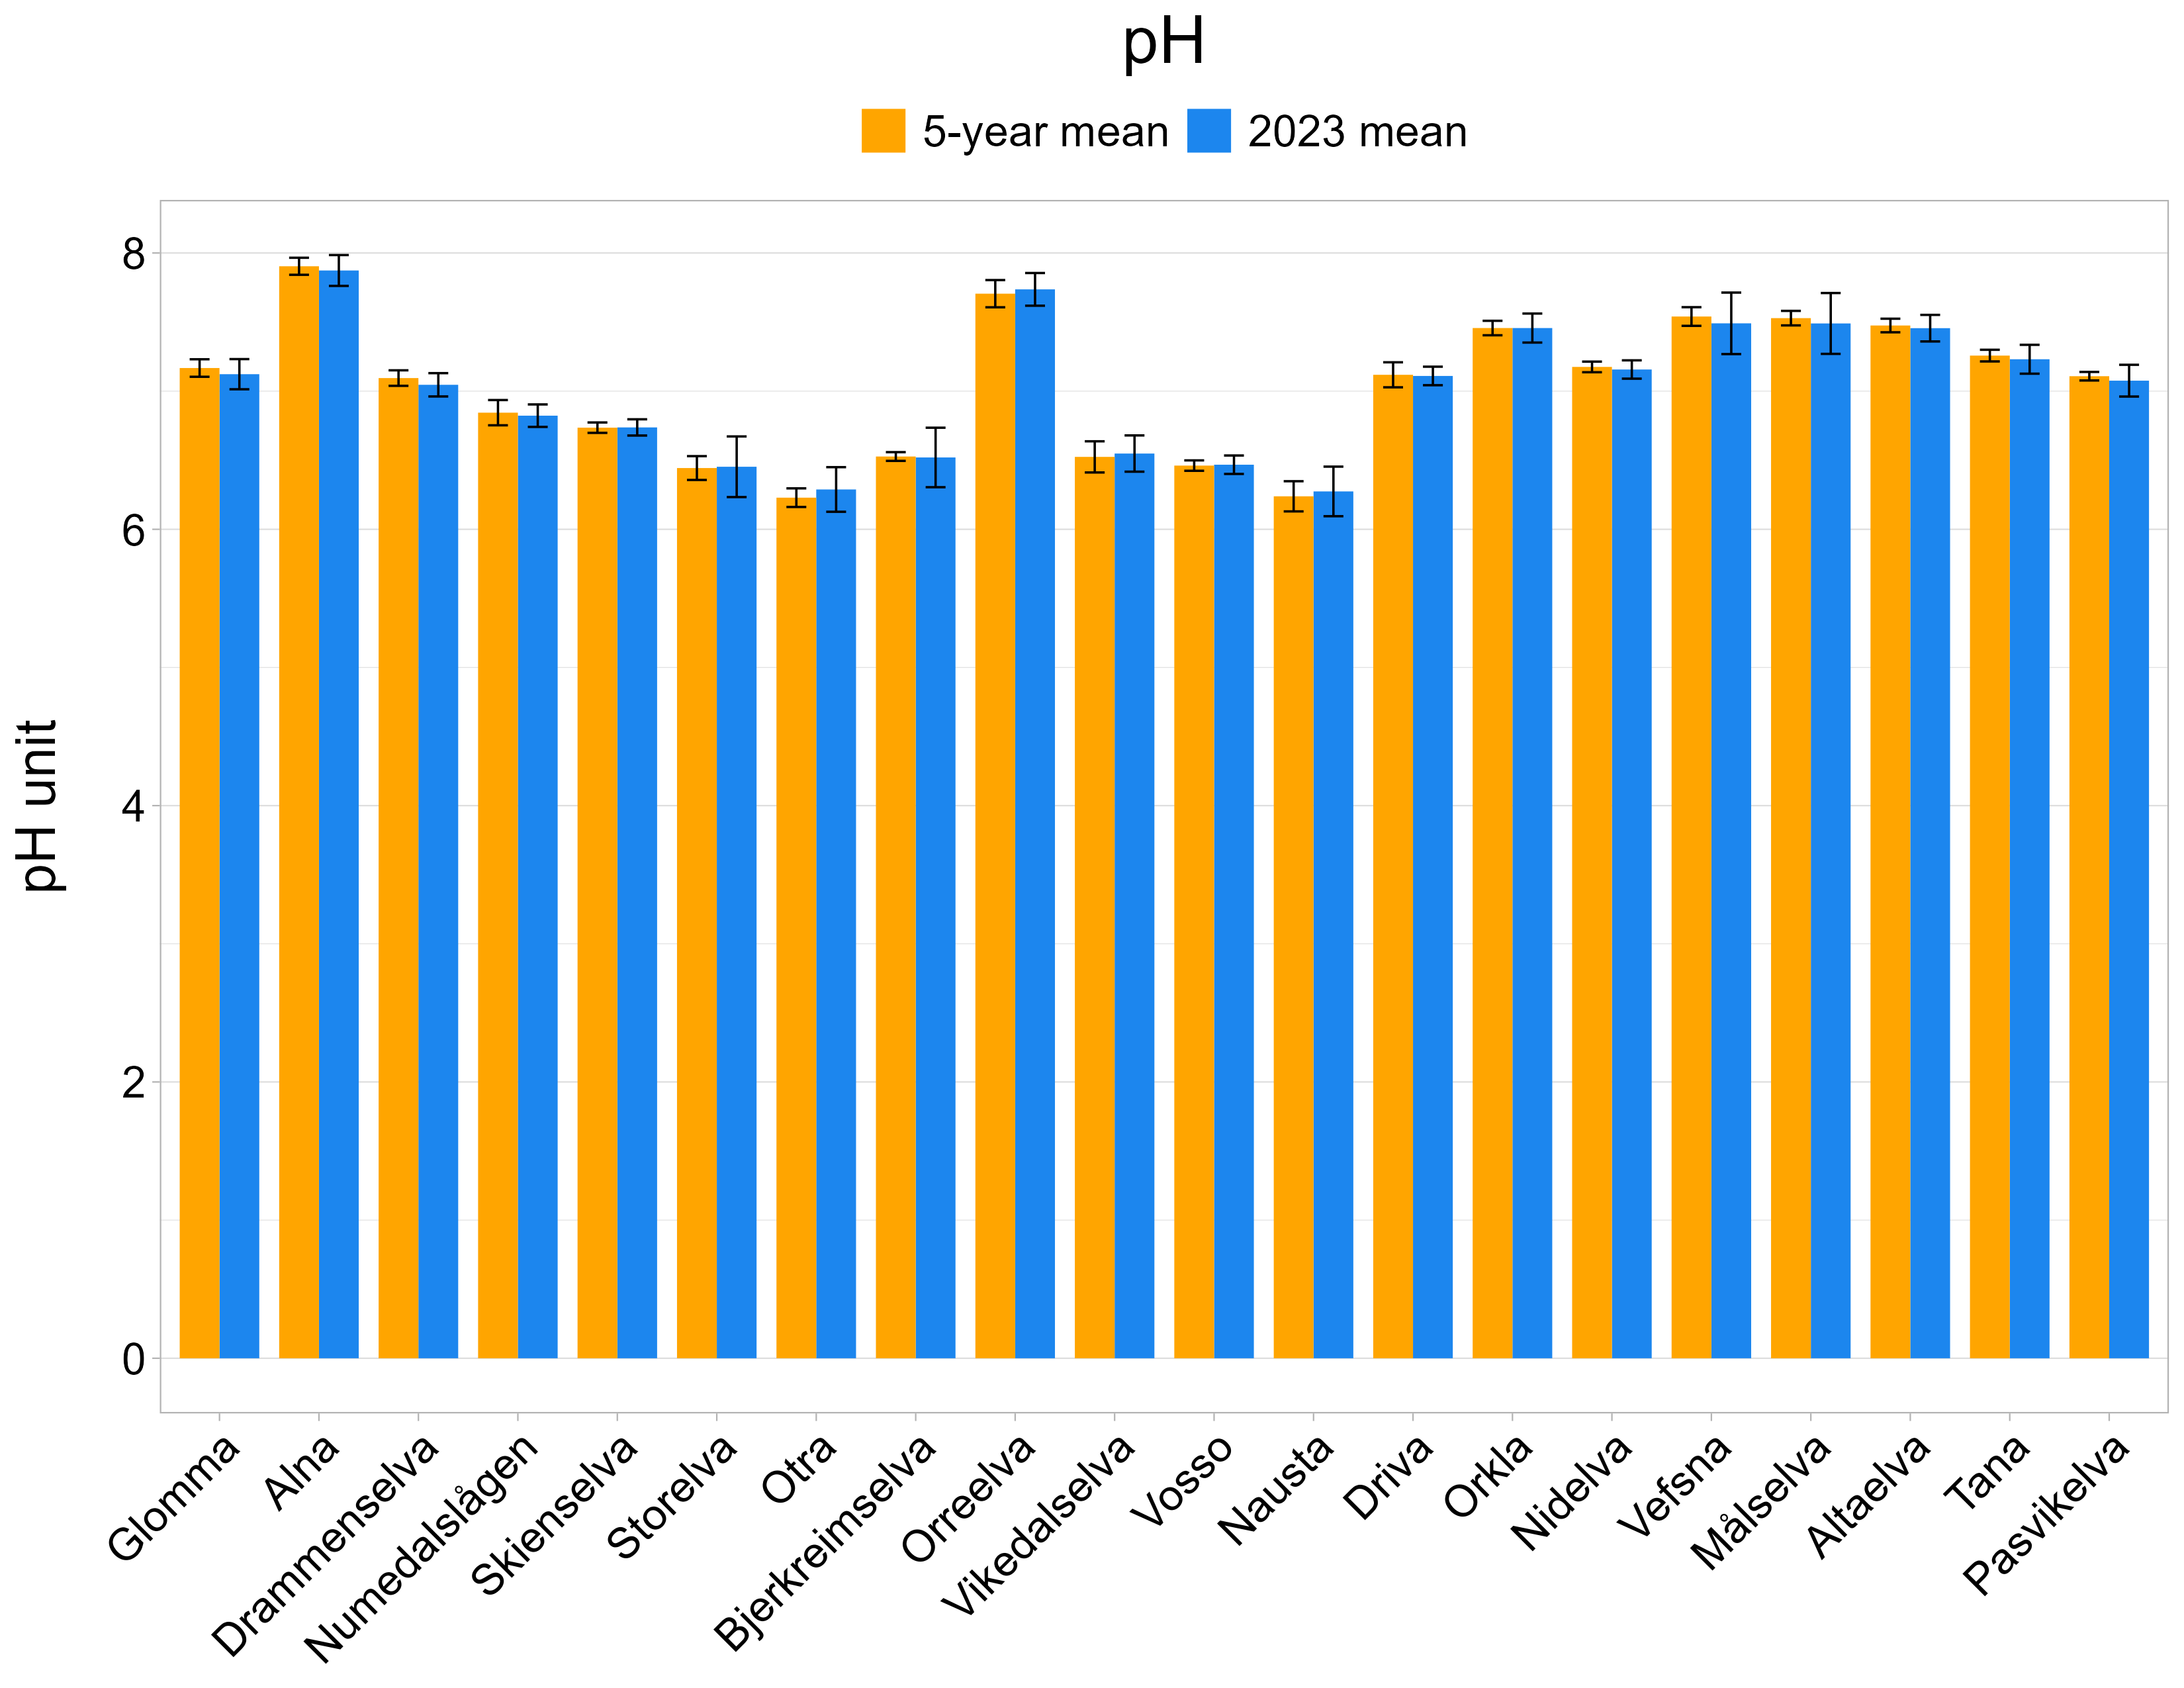 pH
5-year mean 2023 mean
pH unit
8
6
4
2
0
Glomma
Alna
Drammenselva
Numedalslågen
Skienselva
Storelva
Otra
Bjerkreimselva
Orreelva
Vikedalselva
Vosso
Nausta
Driva
Orkla
Nidelva
Vefsna
Målselva
Altaelva
Tana
Pasvikelva